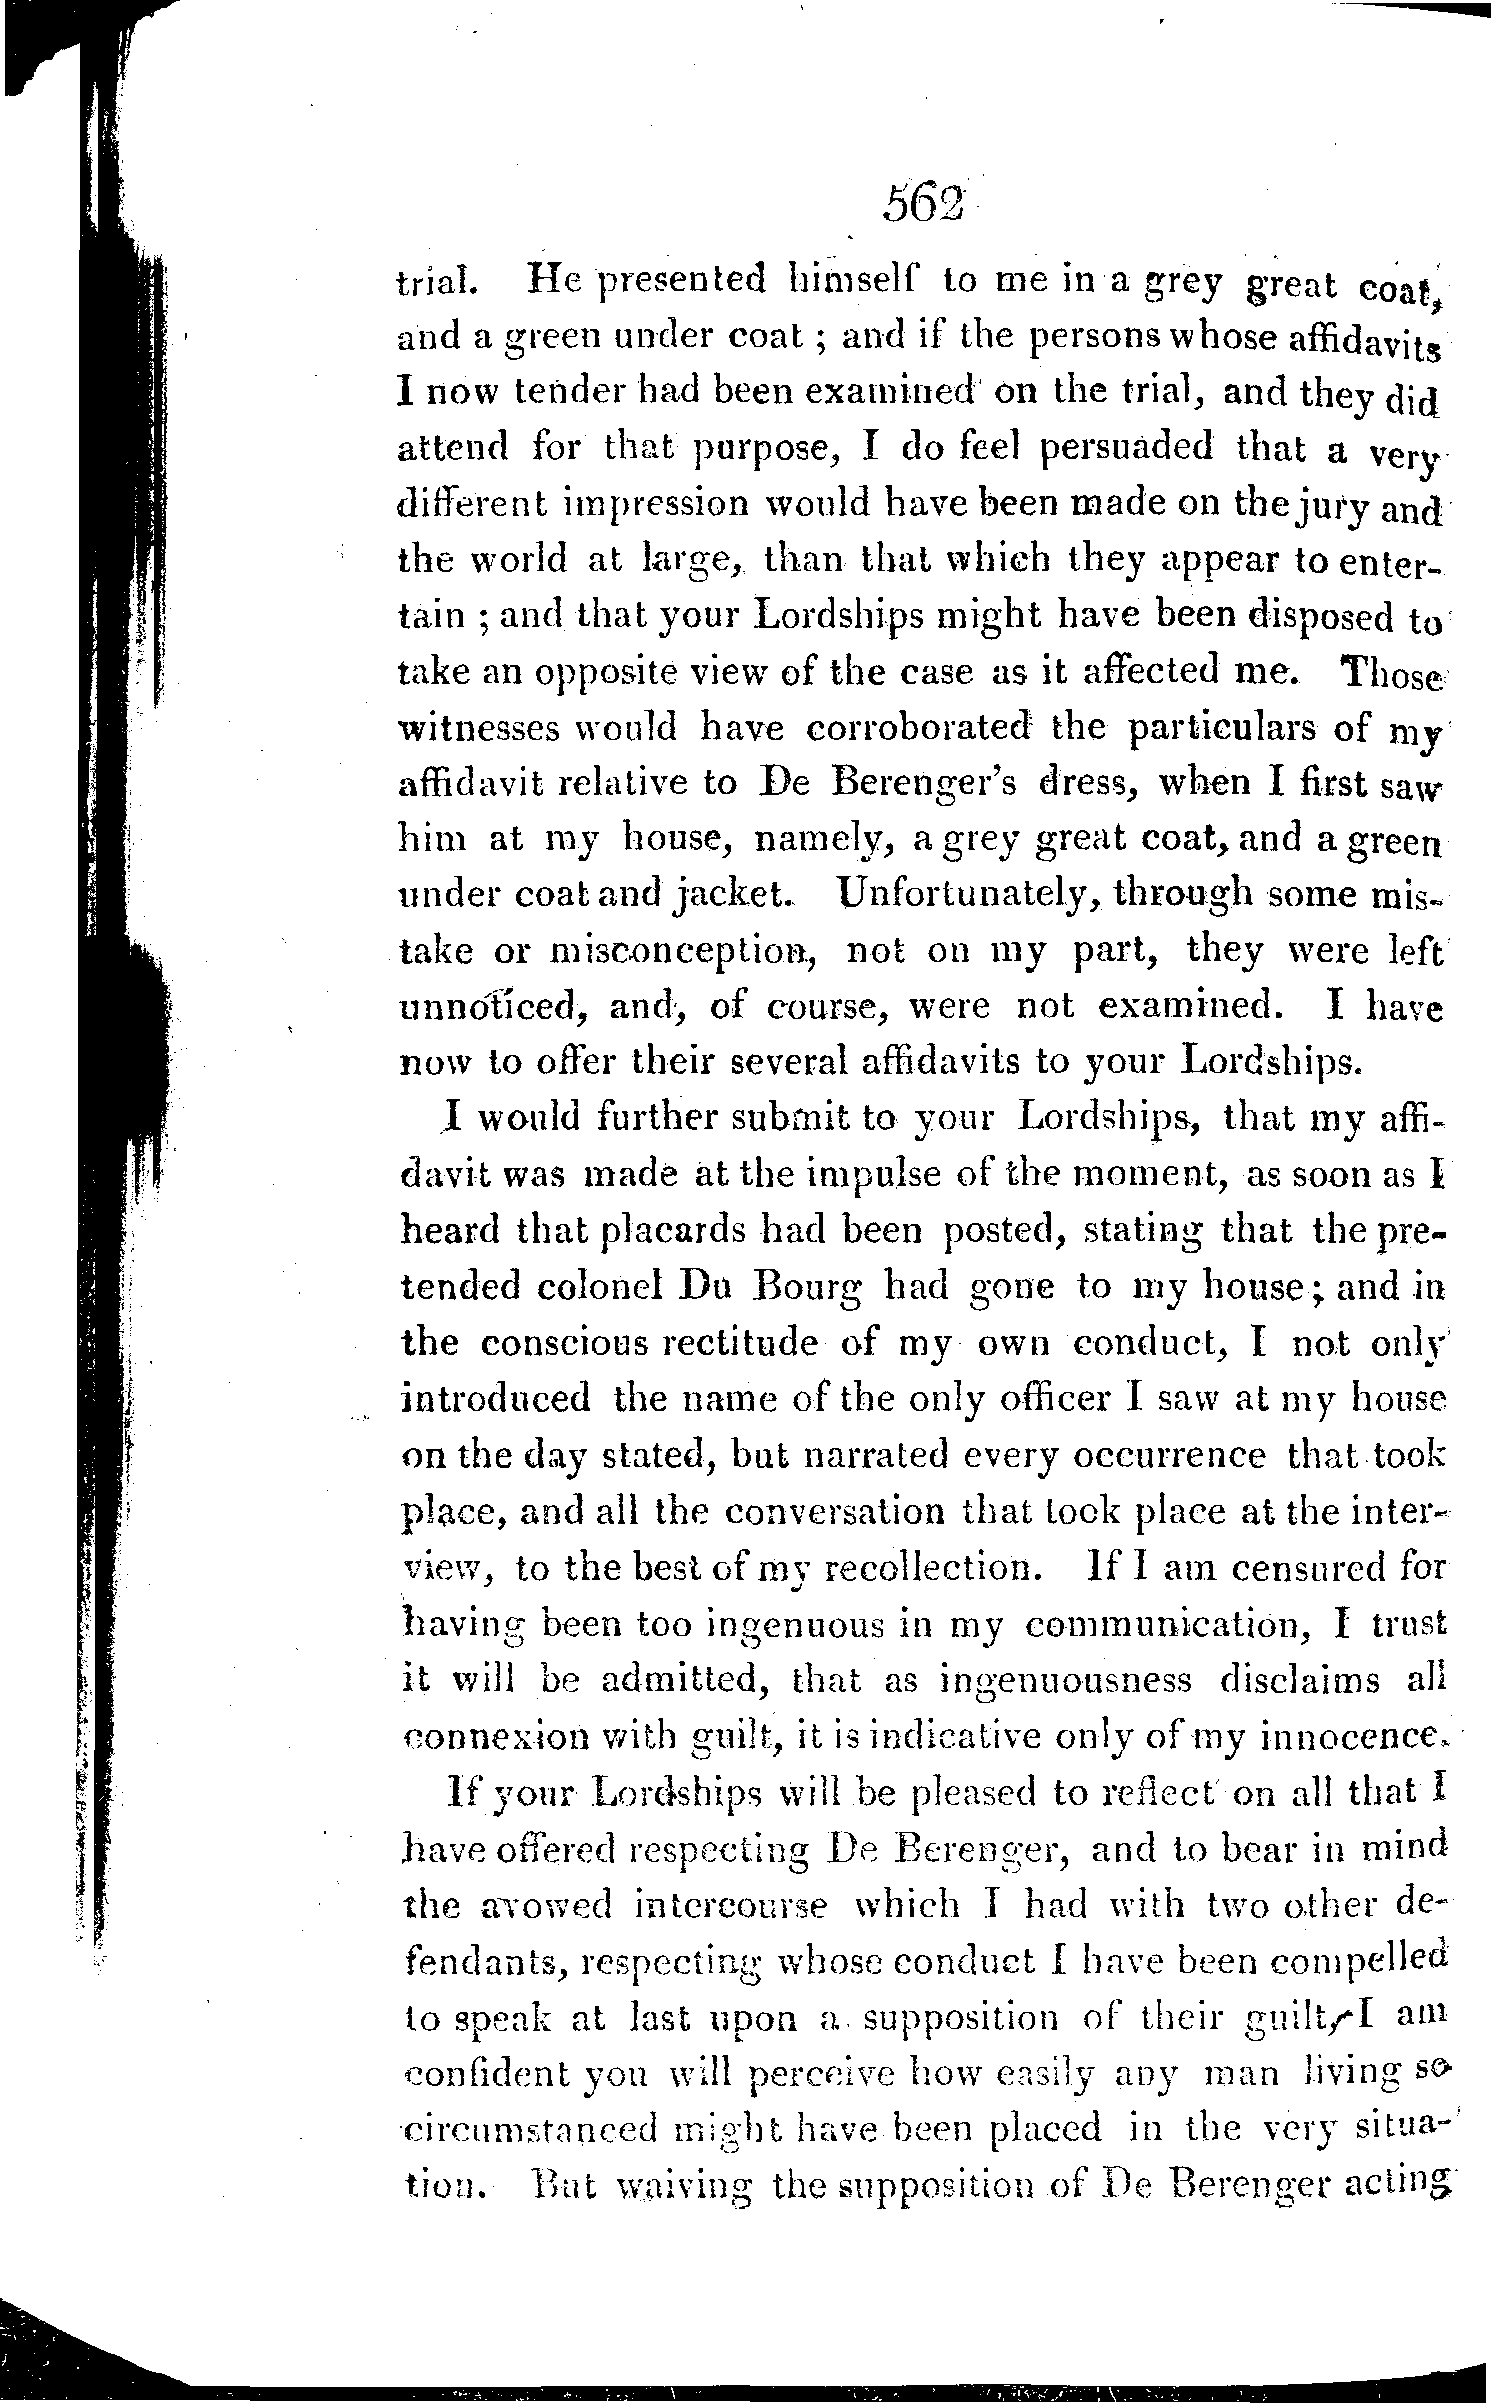 562
trial. He presented himself to me in a grey great coat,
and a green under coat ; and if the persons whose affidavits
I now tender had been examined on the trial, and they did
attend for that purpose, I do feel persuaded that a very
different impression would have been made on the jury and
the world at large, than that which they appear to enter-
tain ; and that your Lordships might have been disposed to
take an opposite view of the case as it affected me. Those
witnesses would have corroborated the particulars of my
affidavit relative to De Berenger's dress, when I first saw
him at my house, namely, a grey great coat, and a green
under coat and jacket. Unfortunately, through some mis-
take or misconception, not on my part, they were left
unnoticed, and, of course, were not examined. I have
now to offer their several affidavits to your Lordships.
I would further submit to your Lordships, that my affi-
davit was made at the impulse of the moment, as soon as I
heard that placards had been posted, stating that the pre-
tended colonel Du Bourg had gone to my house; and in
the conscious rectitude of my own conduct, I not only
introduced the name of the only officer I saw at my house
on the day stated, but narrated every occurrence that took
place, and all the conversation that took place at the inter-
view, to the best of my recollection. If I am censured for
having been too ingenuous in my communication, I trust
it will be admitted, that as ingenuousness disclaims all
connexion with guilt, it is indicative only of my innocence.
If your Lordships will be pleased to reflect on all that I
have offered respecting De Berenger, and to bear in mind
the avowed intercourse which I had with two other de-
fendants, respecting whose conduct I have been compelled
to speak at last upon a supposition of their guilt, I am
confident you will perceive how easily any man living so
circumstanced might have been placed in the very situa-
tion. But waiving the supposition of De Berenger acting